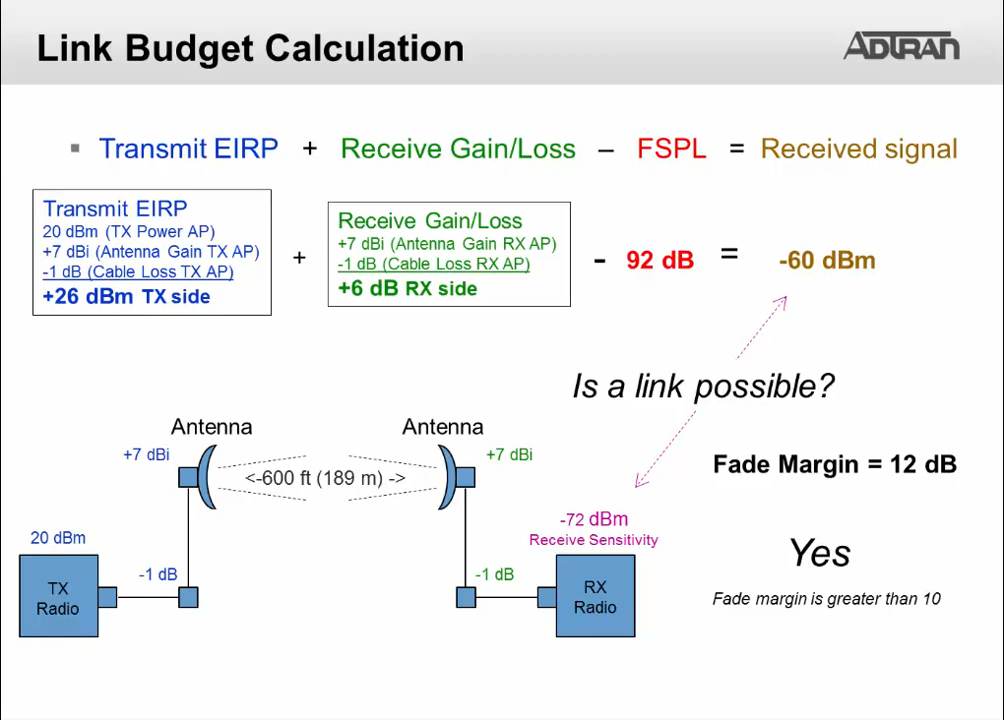 Link Budget Calculation
ADTRAN
▪ Transmit EIRP + Receive Gain/Loss – FSPL = Received signal
Transmit EIRP
20 dBm (TX Power AP)
+7 dBi (Antenna Gain TX AP)
-1 dB (Cable Loss TX AP)
+26 dBm TX side
+
Receive Gain/Loss
+7 dBi (Antenna Gain RX AP)
-1 dB (Cable Loss RX AP)
+6 dB RX side
- 92 dB = -60 dBm
Is a link possible?
Antenna
Antenna
+7 dBi
+7 dBi
<-600 ft (189 m) ->
Fade Margin = 12 dB
-72 dBm
Receive Sensitivity
20 dBm
-1 dB
-1 dB
TX
Radio
RX
Radio
Yes
Fade margin is greater than 10